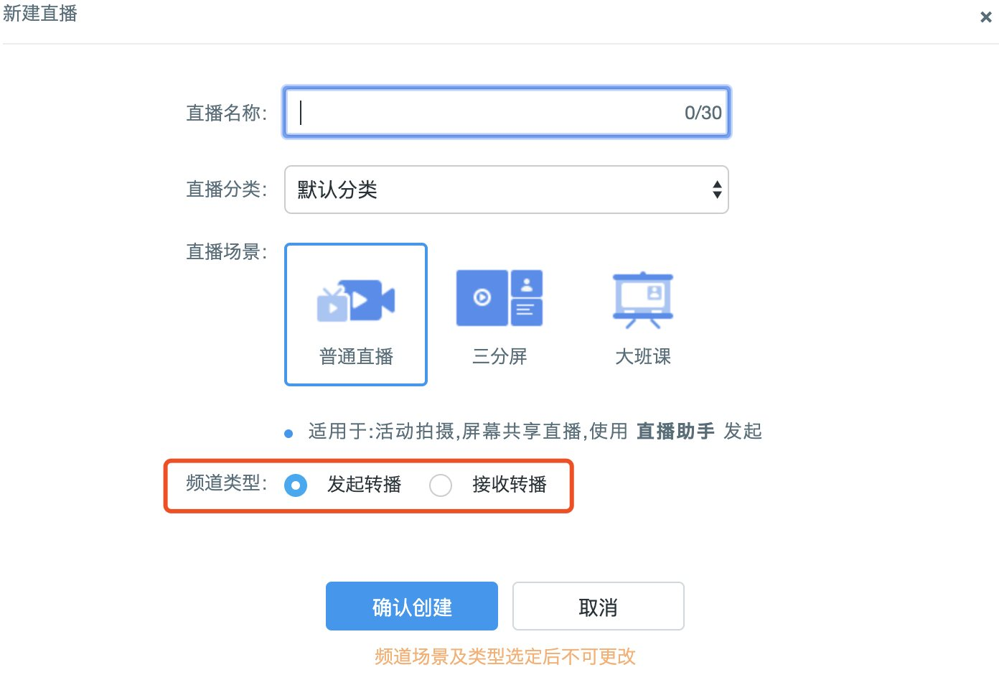 新建直播
直播名称: 0/30
直播分类: 默认分类
直播场景:
普通直播 三分屏 大班课
适用于:活动拍摄,屏幕共享直播,使用 直播助手 发起
频道类型: 发起转播 接收转播
确认创建 取消
频道场景及类型选定后不可更改